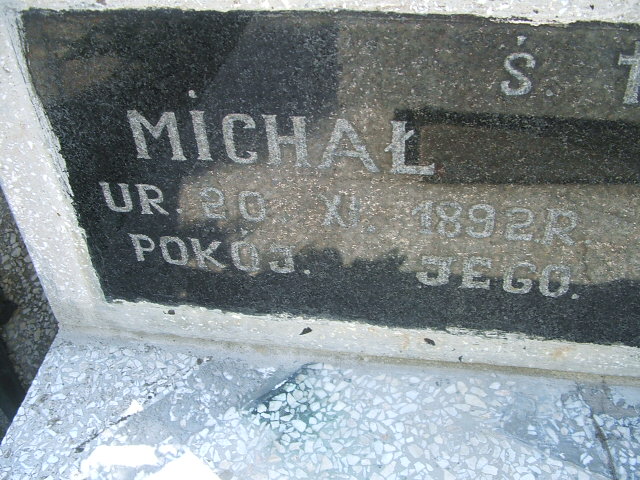 Ś.
MICHAŁ
UR. 20. XI. 1892R.
POKÓJ. JEGO.